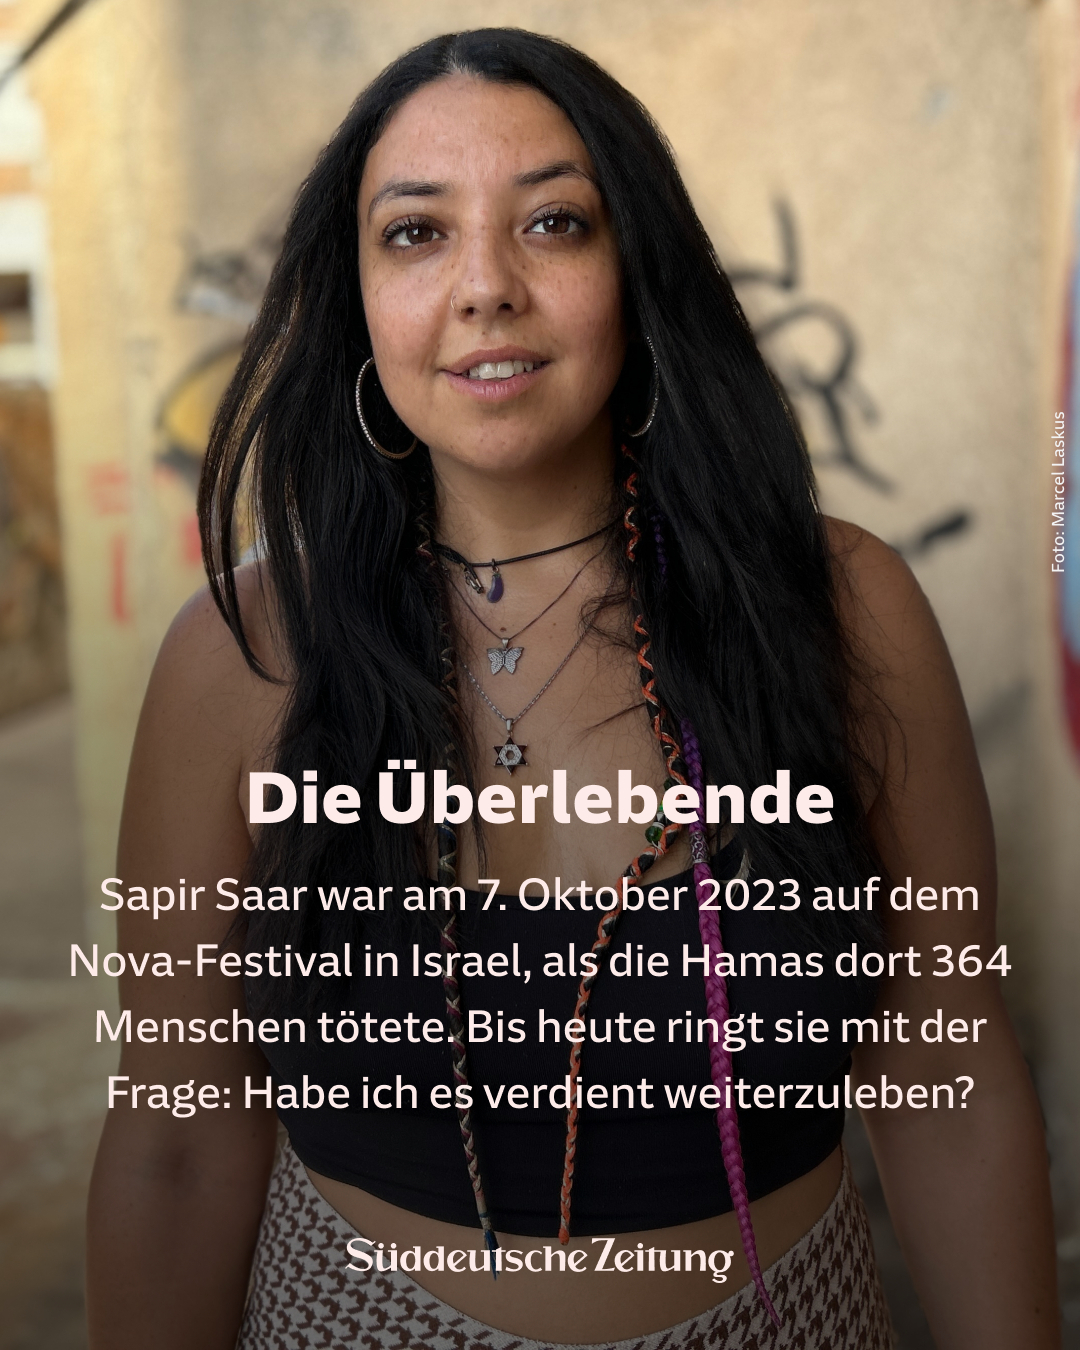 Foto: Marcel Laskus
Die Überlebende
Sapir Saar war am 7. Oktober 2023 auf dem
Nova-Festival in Israel, als die Hamas dort 364
Menschen tötete. Bis heute ringt sie mit der
Frage: Habe ich es verdient weiterzuleben?
Süddeutsche Zeitung